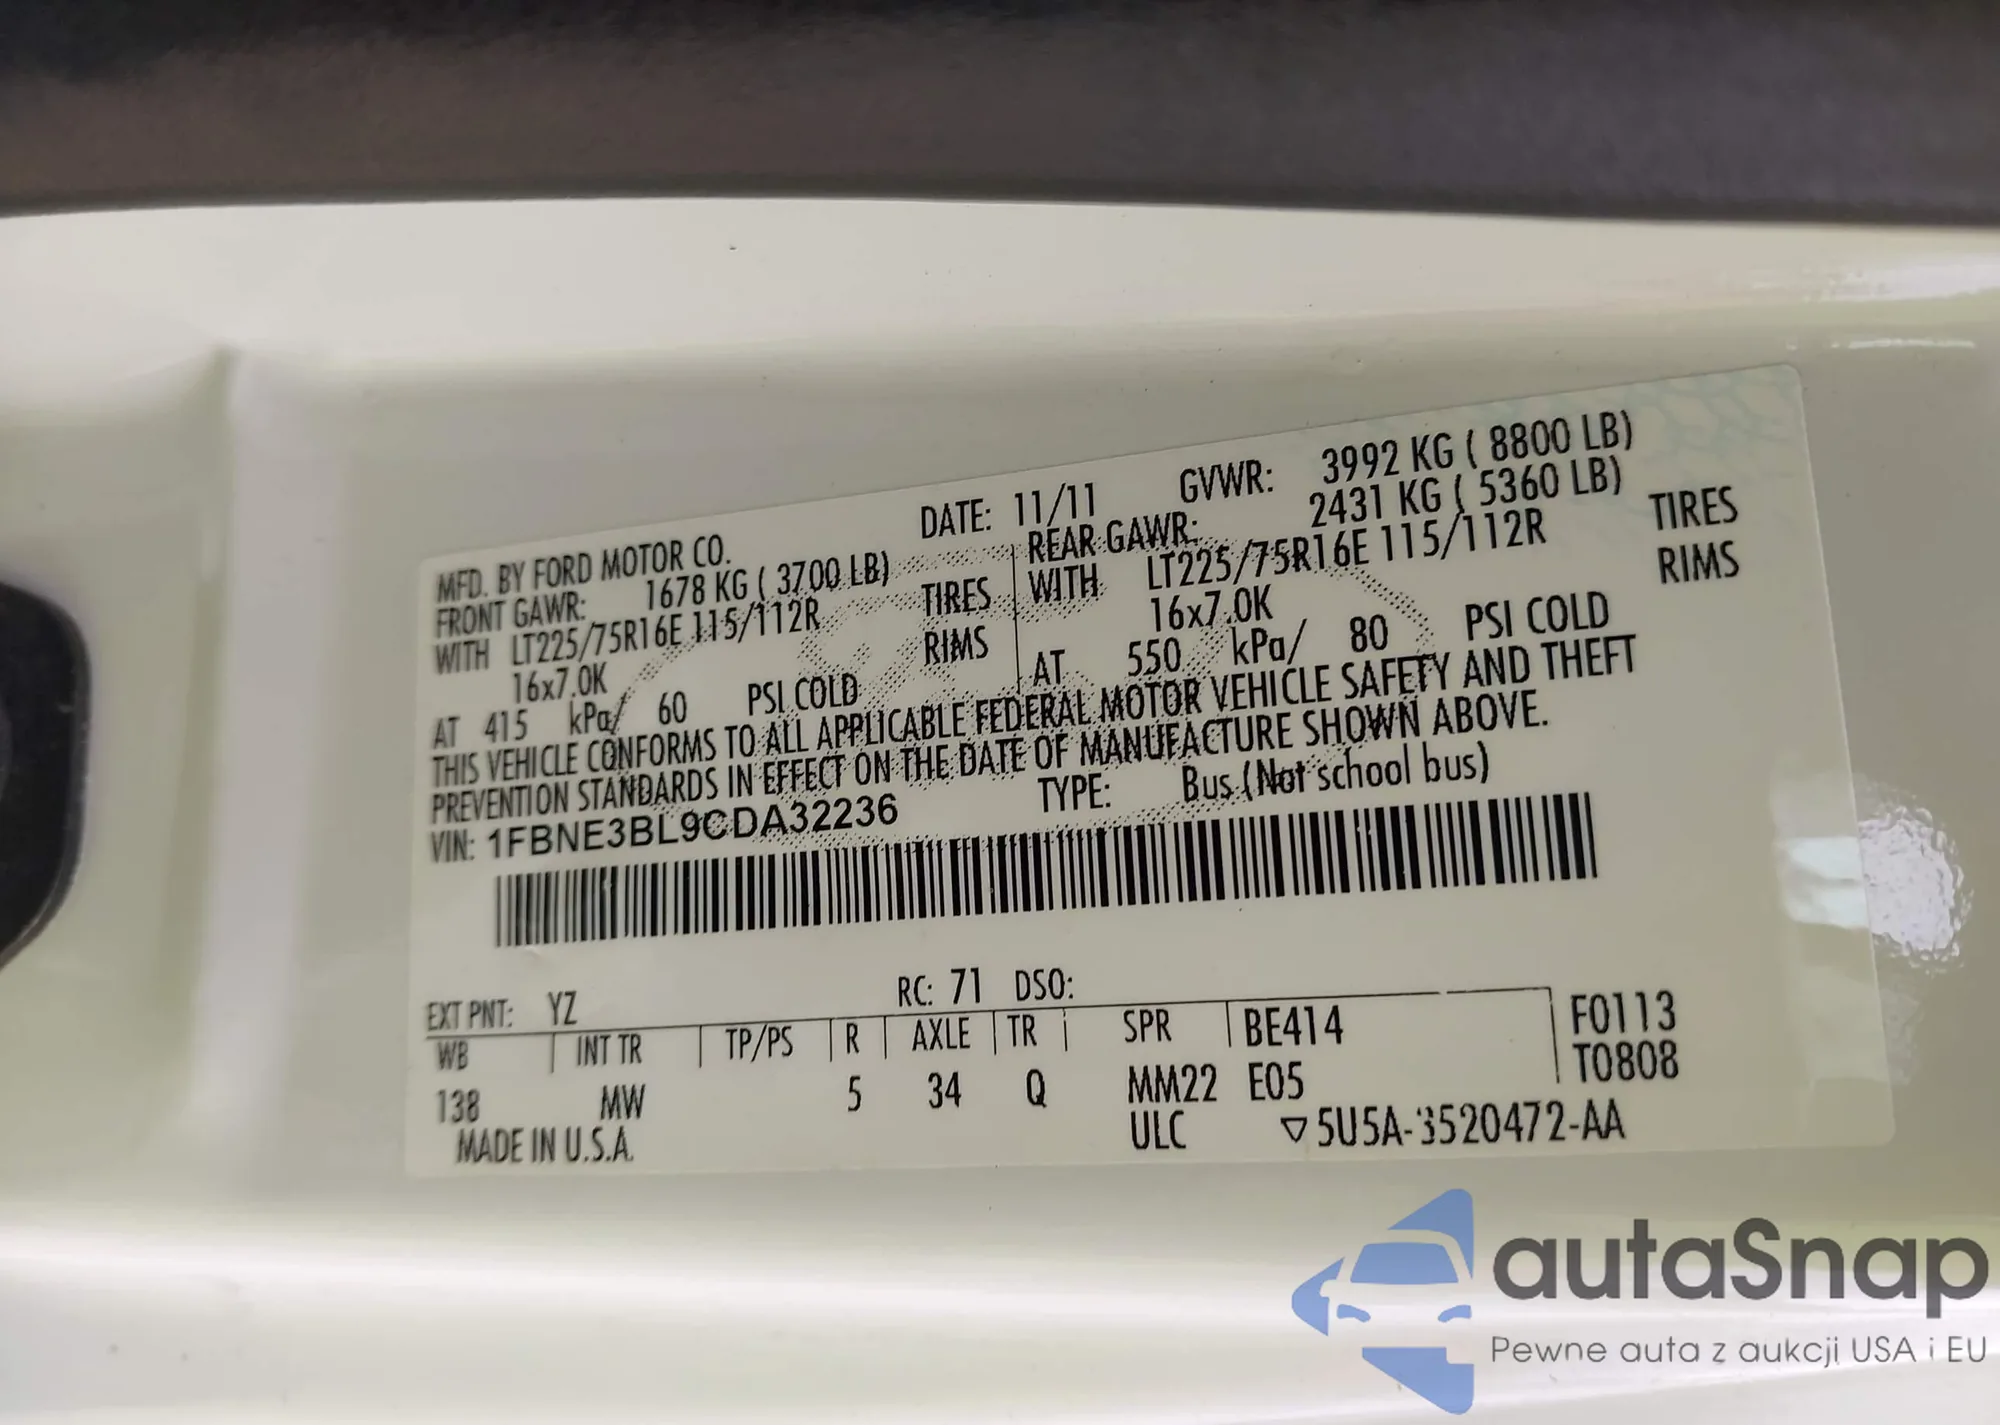 MFD. BY FORD MOTOR CO. DATE: 11/11 GVWR: 3992 KG ( 8800 LB)
FRONT GAWR: 1678 KG ( 3700 LB) REAR GAWR: 2431 KG ( 5360 LB)
WITH LT225/75R16E 115/112R TIRES WITH LT225/75R16E 115/112R TIRES
16x7.0K RIMS 16x7.0K RIMS
AT 415 kPa/ 60 PSI COLD AT 550 kPa/ 80 PSI COLD
THIS VEHICLE CONFORMS TO ALL APPLICABLE FEDERAL MOTOR VEHICLE SAFETY AND THEFT
PREVENTION STANDARDS IN EFFECT ON THE DATE OF MANUFACTURE SHOWN ABOVE.
VIN: 1FBNE3BL9CDA32236 TYPE: Bus (Not school bus)
EXT PNT: YZ RC: 71 DSO:
WB INT TR TP/PS R AXLE TR SPR BE414 F0113
138 MW 5 34 Q MM22 E05 T0808
MADE IN U.S.A. ULC ▽5U5A-3520472-AA
autaSnap
Pewne auta z aukcji USA i EU